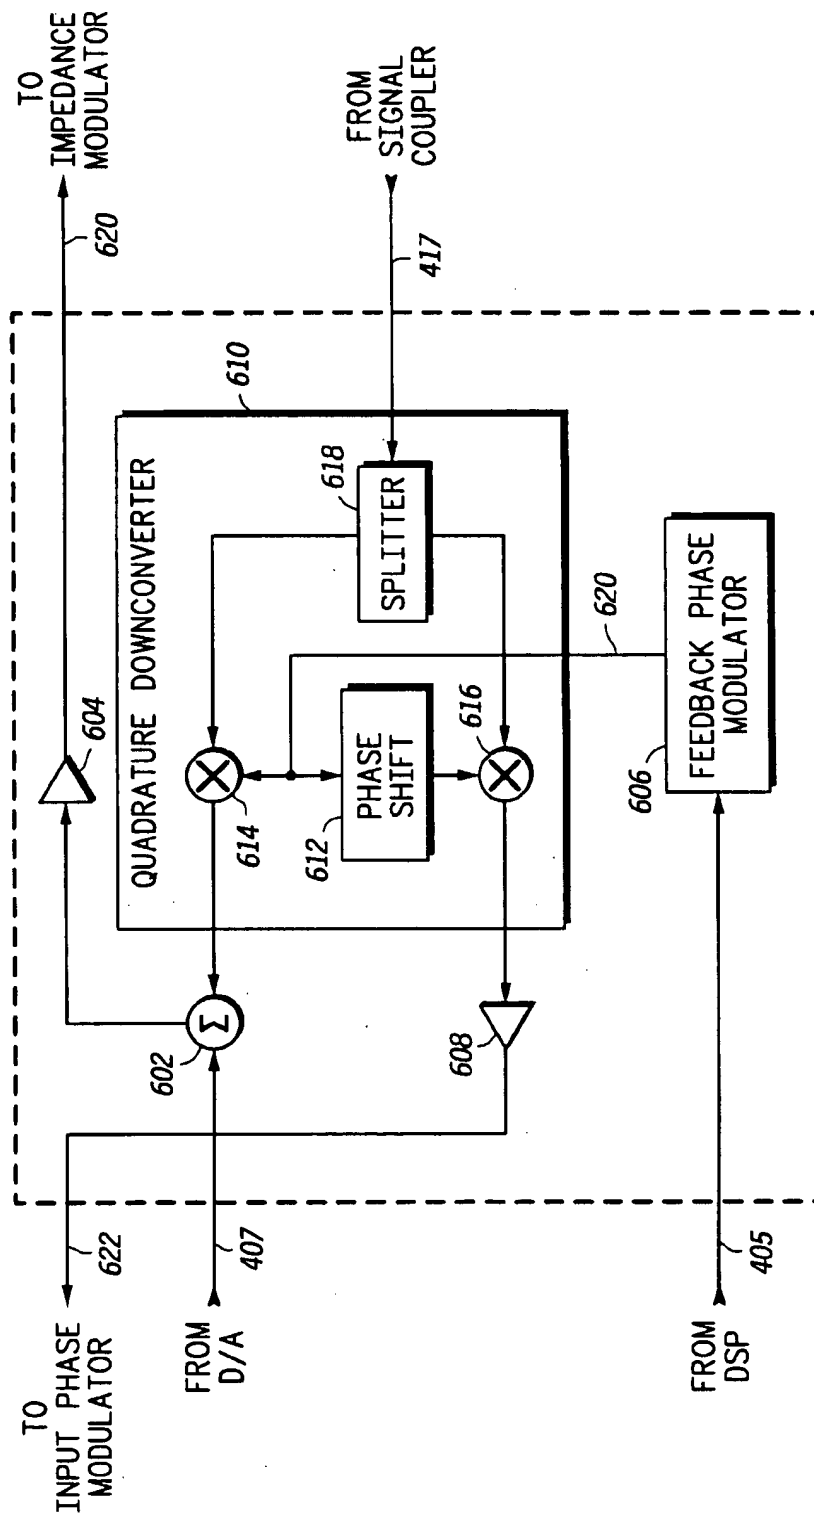 TO
IMPEDANCE
MODULATOR
620
FROM
SIGNAL
COUPLER
417
604
QUADRATURE DOWNCONVERTER
610
SPLITTER
618
614
PHASE
SHIFT
612
616
620
FEEDBACK PHASE
MODULATOR
606
Σ
602
608
TO
INPUT PHASE
MODULATOR
622
FROM
D/A
407
FROM
DSP
405